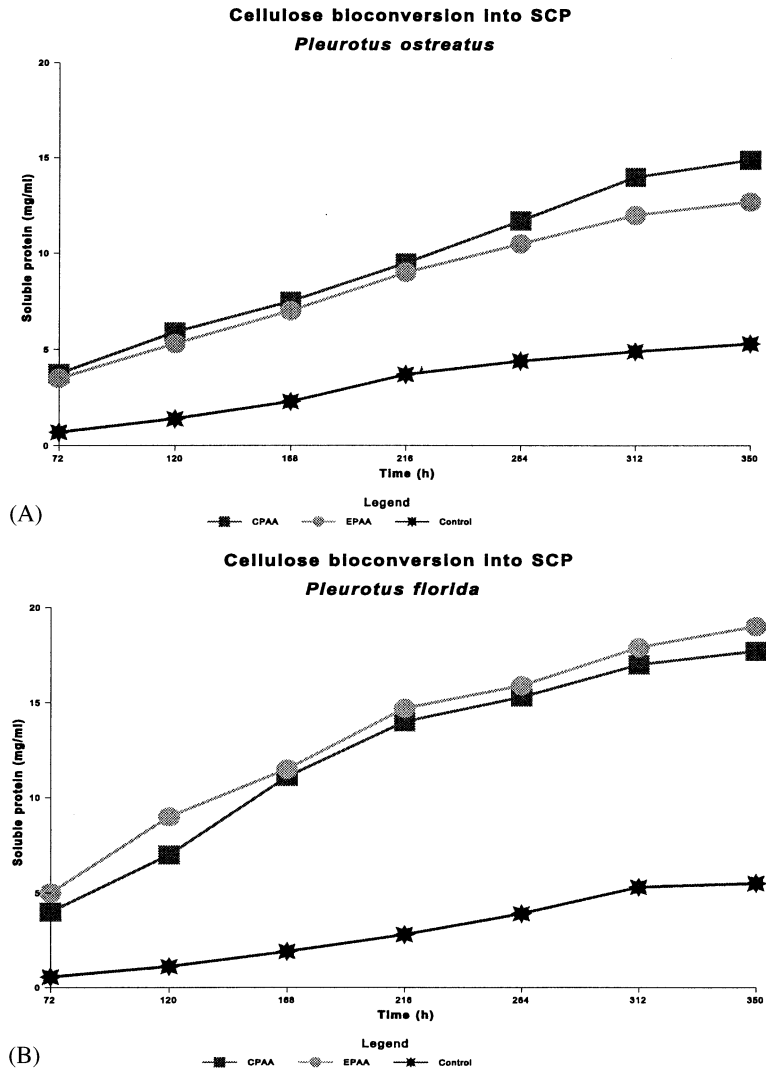 Cellulose bioconversion into SCP
Pleurotus ostreatus
20
15
10
5
0
Soluble protein (mg/ml)
72 120 168 216 264 312 350
Time (h)
(A)
Legend
CPAA EPAA Control
Cellulose bioconversion into SCP
Pleurotus florida
20
15
10
5
0
Soluble protein (mg/ml)
72 120 168 216 264 312 350
Time (h)
(B)
Legend
CPAA EPAA Control